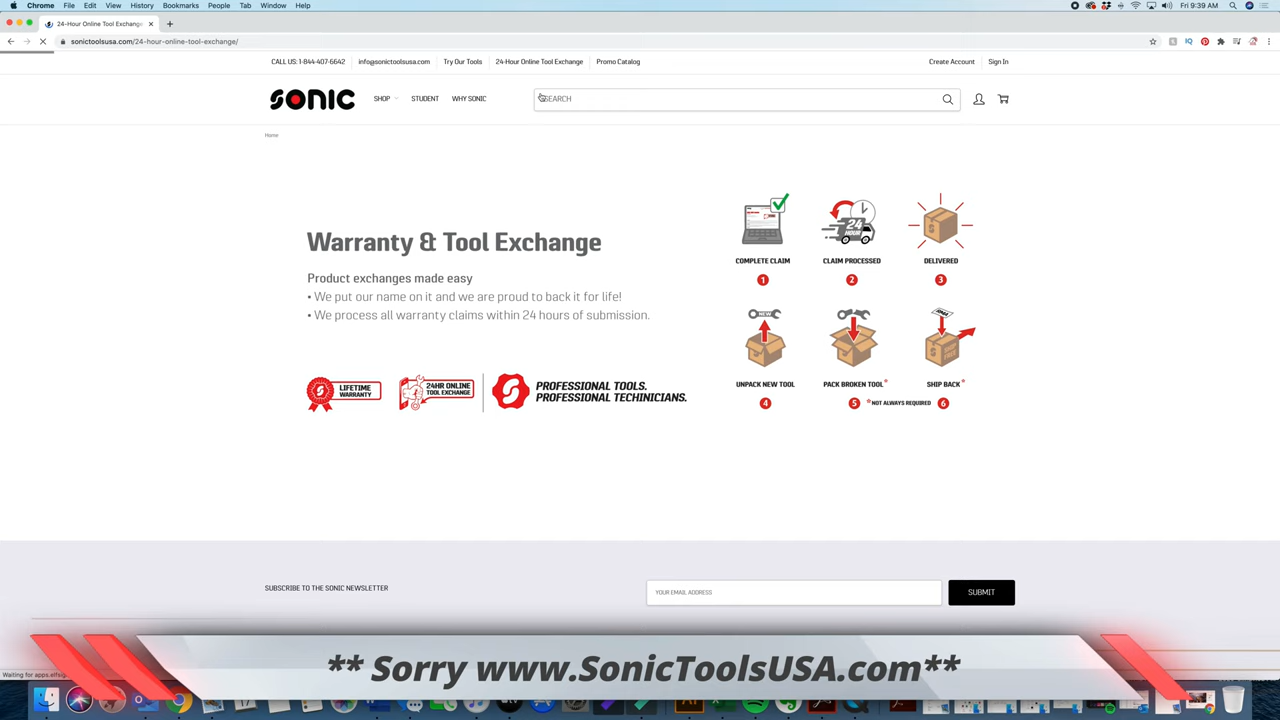 Chrome File Edit View History Bookmarks People Tab Window Help
Fri 9:39 AM
24-Hour Online Tool Exchange
sonictoolsusa.com/24-hour-online-tool-exchange/
CALL US: 1-844-407-6642 info@sonictoolsusa.com Try Our Tools 24-Hour Online Tool Exchange Promo Catalog Create Account Sign In
SONIC SHOP STUDENT WHY SONIC SEARCH
Home
Warranty & Tool Exchange
Product exchanges made easy
• We put our name on it and we are proud to back it for life!
• We process all warranty claims within 24 hours of submission.
LIFETIME
WARRANTY
24HR ONLINE
TOOL EXCHANGE
PROFESSIONAL TOOLS.
PROFESSIONAL TECHINICIANS.
24
HOUR
COMPLETE CLAIM CLAIM PROCESSED DELIVERED
1 2 3
NEW
UNPACK NEW TOOL PACK BROKEN TOOL* SHIP BACK*
4 5 *NOT ALWAYS REQUIRED 6
SUBSCRIBE TO THE SONIC NEWSLETTER YOUR EMAIL ADDRESS SUBMIT
** Sorry www.SonicToolsUSA.com**
Waiting for apps.elfsig